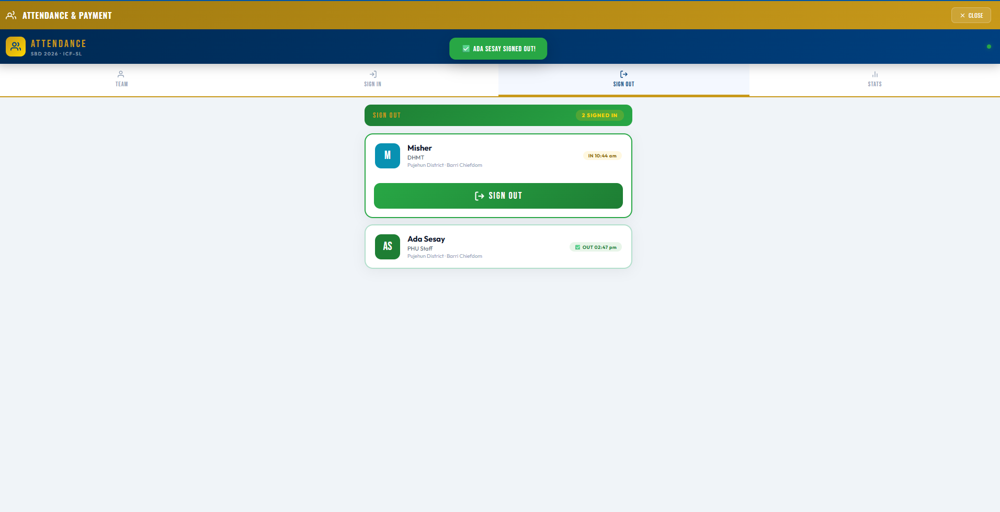 ATTENDANCE & PAYMENT
CLOSE
ATTENDANCE
SBD 2026 · ICF-SL
ADA SESAY SIGNED OUT!
TEAM
SIGN IN
SIGN OUT
STATS
SIGN OUT
2 SIGNED IN
M
Misher
DHMT
Pujehun District · Barri Chiefdom
IN 10:44 am
SIGN OUT
AS
Ada Sesay
PHU Staff
Pujehun District · Barri Chiefdom
OUT 02:47 pm